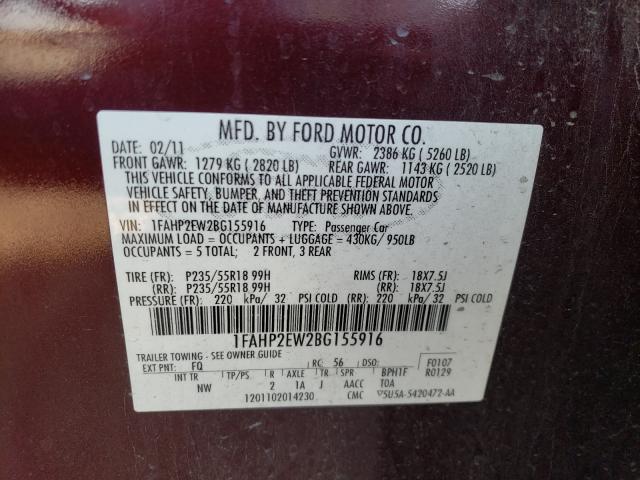 MFD. BY FORD MOTOR CO.
DATE: 02/11 GVWR: 2386 KG ( 5260 LB)
FRONT GAWR: 1279 KG ( 2820 LB) REAR GAWR: 1143 KG ( 2520 LB)
THIS VEHICLE CONFORMS TO ALL APPLICABLE FEDERAL MOTOR
VEHICLE SAFETY, BUMPER, AND THEFT PREVENTION STANDARDS
IN EFFECT ON THE DATE OF MANUFACTURE SHOWN ABOVE.
VIN: 1FAHP2EW2BG155916 TYPE: Passenger Car
MAXIMUM LOAD = OCCUPANTS + LUGGAGE = 430KG/ 950LB
OCCUPANTS = 5 TOTAL; 2 FRONT, 3 REAR
TIRE (FR): P235/55R18 99H RIMS (FR): 18X7.5J
(RR): P235/55R18 99H (RR): 18X7.5J
PRESSURE (FR): 220 kPa/ 32 PSI COLD (RR): 220 kPa/ 32 PSI COLD
1FAHP2EW2BG155916
TRAILER TOWING - SEE OWNER GUIDE
EXT PNT: FQ RC: 56 DSO: F0107
INT TR TP/PS R AXLE TR SPR BPH1F R0129
NW 2 1A J AACC TOA
1201102014230 CMC V5U5A-5420472-AA